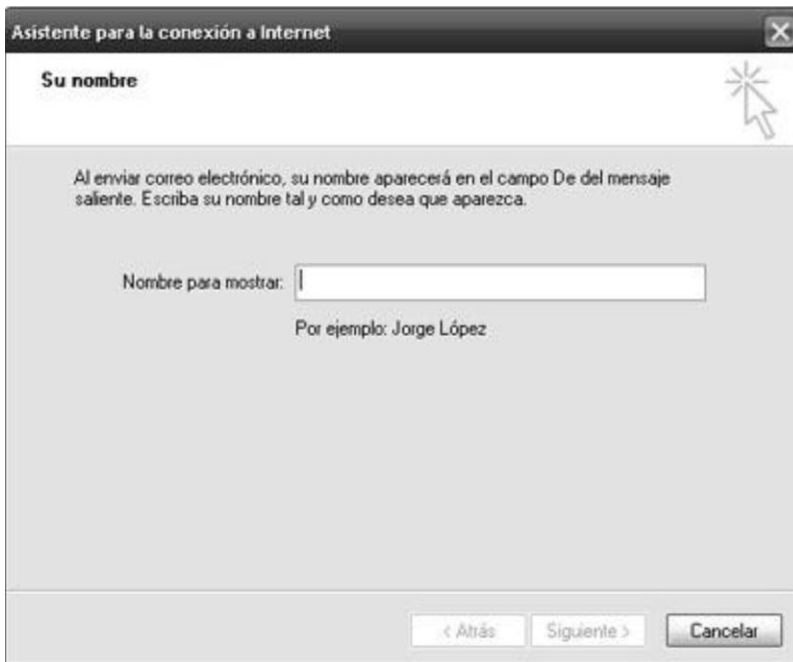 Asistente para la conexión a Internet
Su nombre
Al enviar correo electrónico, su nombre aparecerá en el campo De del mensaje
saliente. Escriba su nombre tal y como desea que aparezca.
Nombre para mostrar:
Por ejemplo: Jorge López
< Atrás Siguiente > Cancelar